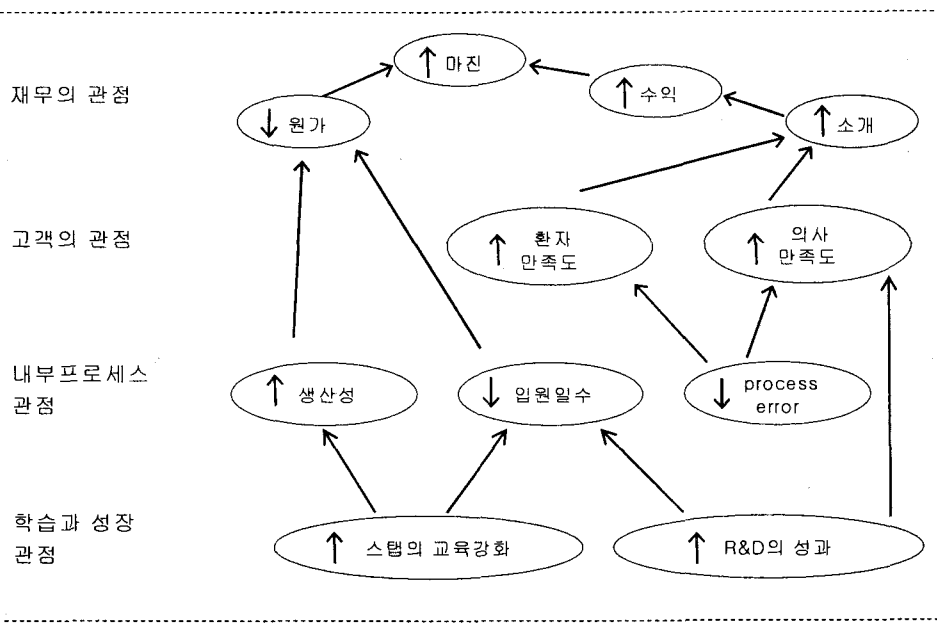 재무의 관점
↑ 마진
↑ 수익
↓ 원가
↑ 소개
고객의 관점
↑ 환자
만족도
↑ 의사
만족도
내부프로세스
관점
↑ 생산성
↓ 입원일수
↓ process
error
학습과 성장
관점
↑ 스탭의 교육강화
↑ R&D의 성과